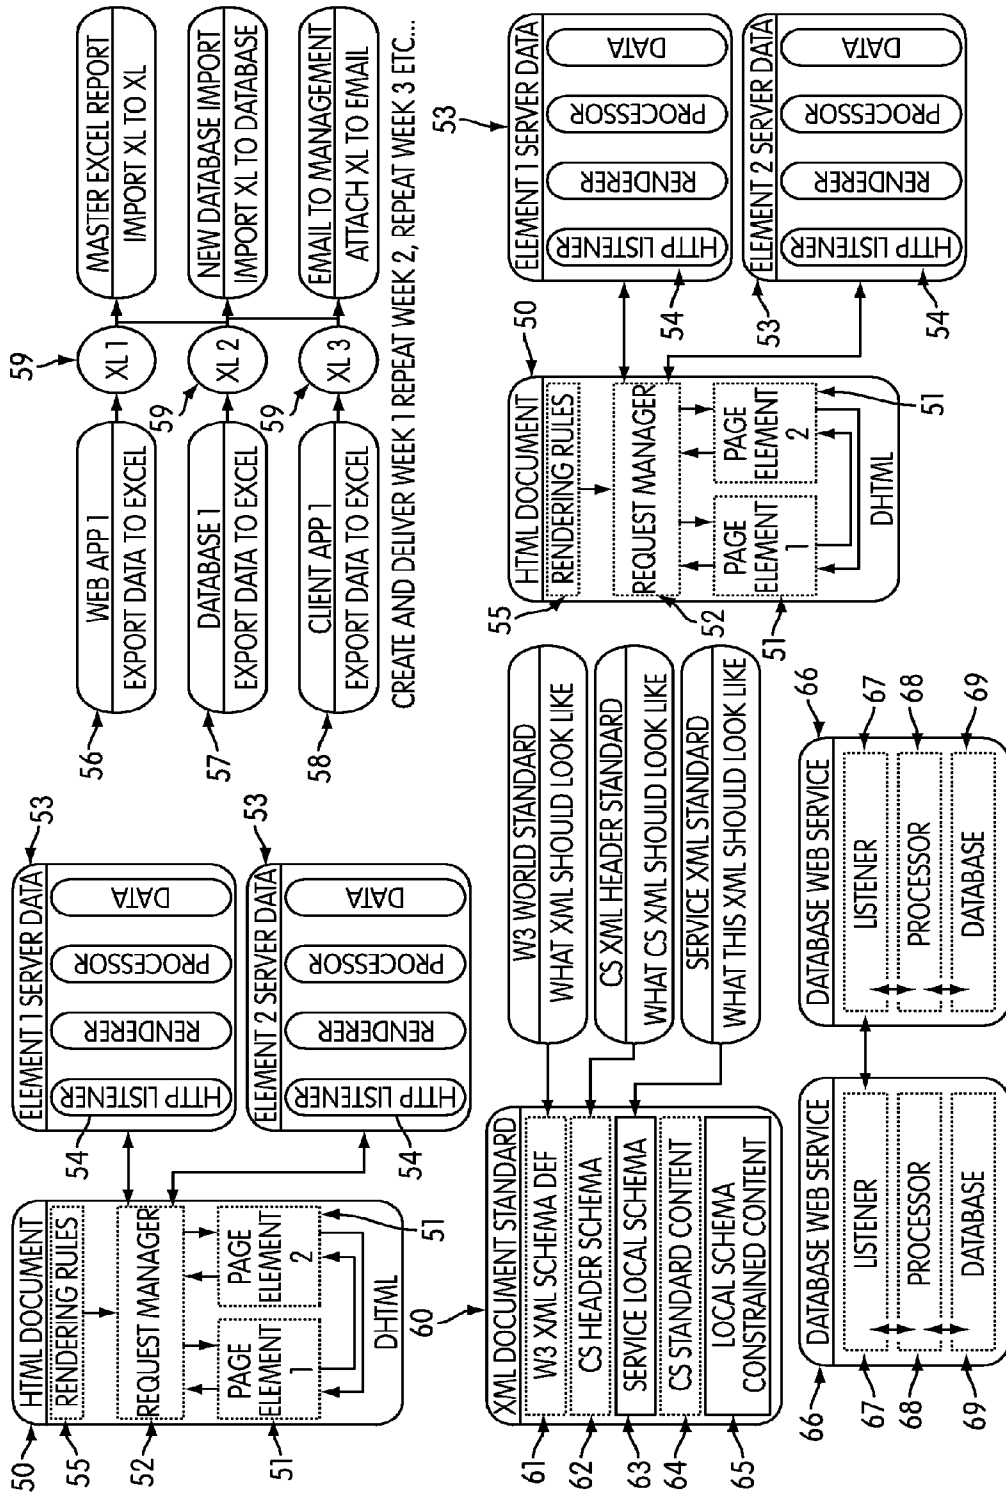 50
HTML DOCUMENT
55
RENDERING RULES
52
REQUEST MANAGER
51
PAGE
ELEMENT
1
PAGE
ELEMENT
2
51
DHTML
53
ELEMENT 1 SERVER DATA
HTTP LISTENER
RENDERER
PROCESSOR
DATA
54
53
ELEMENT 2 SERVER DATA
HTTP LISTENER
RENDERER
PROCESSOR
DATA
54
56
WEB APP 1
EXPORT DATA TO EXCEL
59
XL 1
MASTER EXCEL REPORT
IMPORT XL TO XL
57
DATABASE 1
EXPORT DATA TO EXCEL
59
XL 2
NEW DATABASE IMPORT
IMPORT XL TO DATABASE
58
CLIENT APP 1
EXPORT DATA TO EXCEL
59
XL 3
EMAIL TO MANAGEMENT
ATTACH XL TO EMAIL
CREATE AND DELIVER WEEK 1 REPEAT WEEK 2, REPEAT WEEK 3 ETC...
60
XML DOCUMENT STANDARD
61
W3 XML SCHEMA DEF
62
CS HEADER SCHEMA
63
SERVICE LOCAL SCHEMA
64
CS STANDARD CONTENT
65
LOCAL SCHEMA
CONSTRAINED CONTENT
W3 WORLD STANDARD
WHAT XML SHOULD LOOK LIKE
CS XML HEADER STANDARD
WHAT CS XML SHOULD LOOK LIKE
SERVICE XML STANDARD
WHAT THIS XML SHOULD LOOK LIKE
50
HTML DOCUMENT
55
RENDERING RULES
52
REQUEST MANAGER
51
PAGE
ELEMENT
1
PAGE
ELEMENT
2
51
DHTML
53
ELEMENT 1 SERVER DATA
HTTP LISTENER
RENDERER
PROCESSOR
DATA
54
53
ELEMENT 2 SERVER DATA
HTTP LISTENER
RENDERER
PROCESSOR
DATA
54
66
DATABASE WEB SERVICE
67
LISTENER
68
PROCESSOR
69
DATABASE
66
DATABASE WEB SERVICE
67
LISTENER
68
PROCESSOR
69
DATABASE